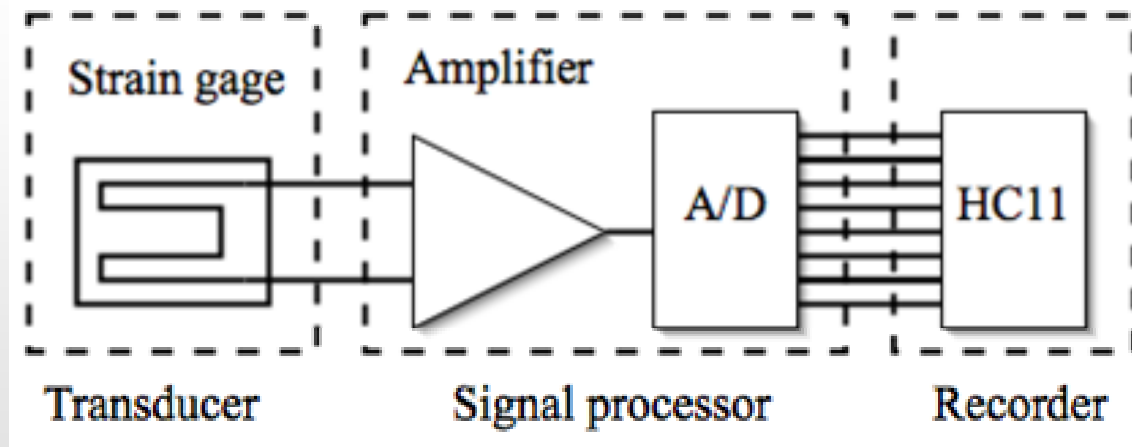 Strain gage
Amplifier
A/D
HC11
Transducer
Signal processor
Recorder